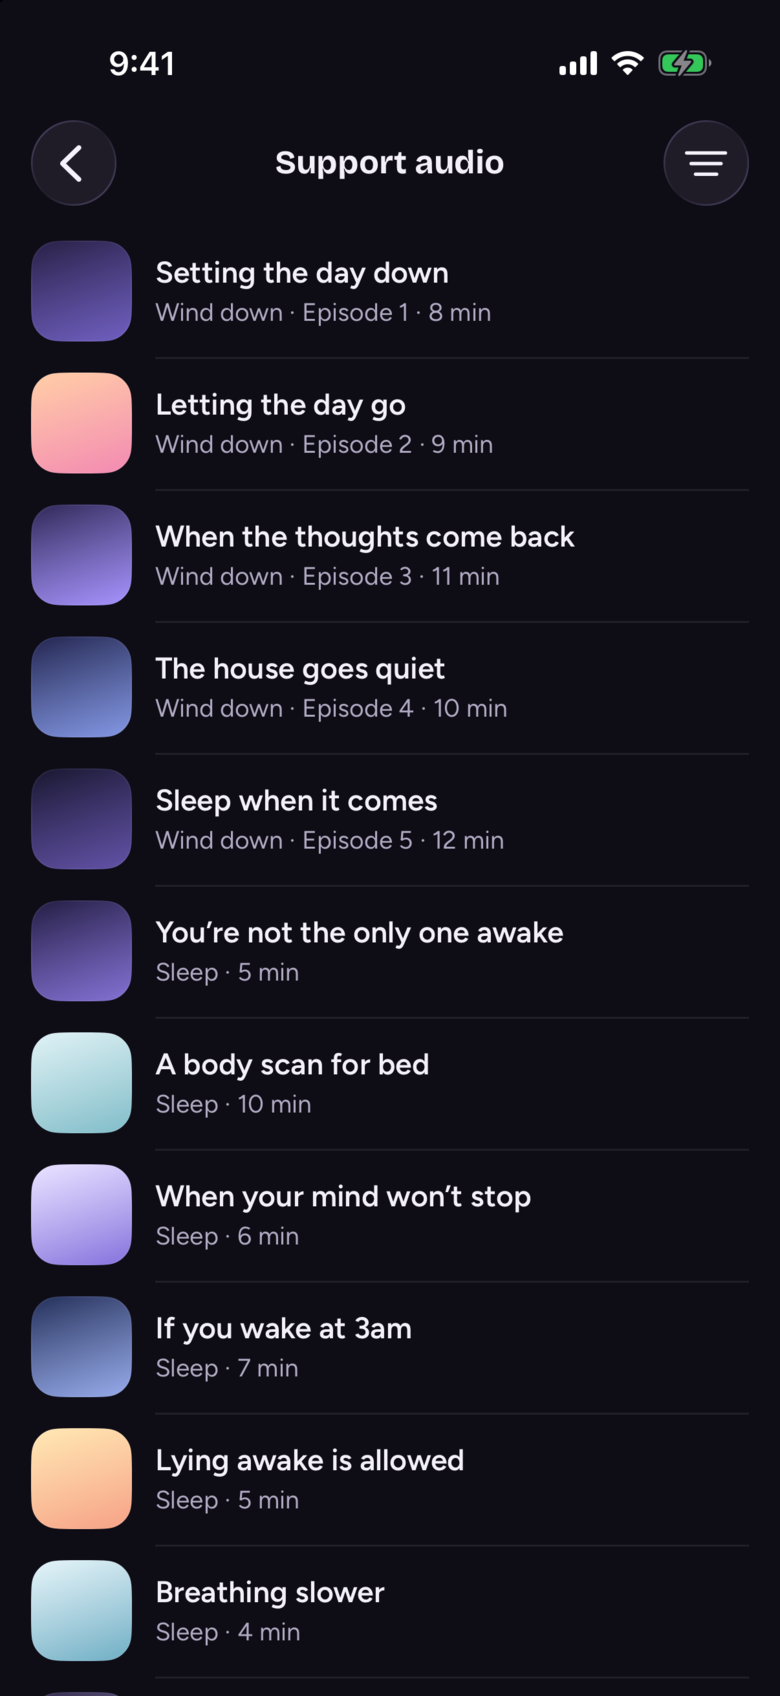 9:41
Support audio
Setting the day down
Wind down · Episode 1 · 8 min
Letting the day go
Wind down · Episode 2 · 9 min
When the thoughts come back
Wind down · Episode 3 · 11 min
The house goes quiet
Wind down · Episode 4 · 10 min
Sleep when it comes
Wind down · Episode 5 · 12 min
You’re not the only one awake
Sleep · 5 min
A body scan for bed
Sleep · 10 min
When your mind won’t stop
Sleep · 6 min
If you wake at 3am
Sleep · 7 min
Lying awake is allowed
Sleep · 5 min
Breathing slower
Sleep · 4 min